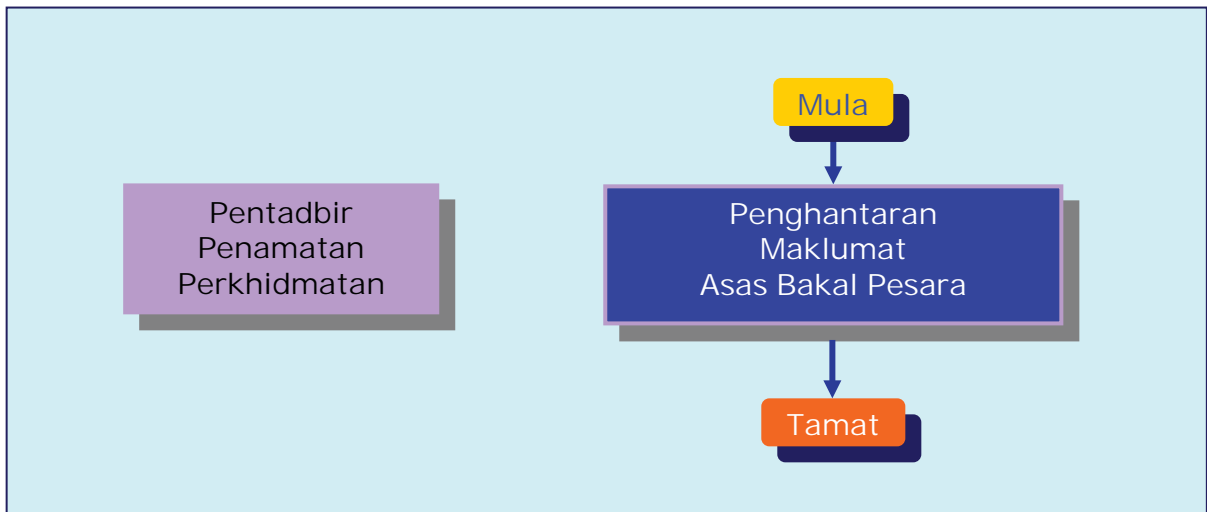 Mula
Pentadbir
Penamatan
Perkhidmatan
Penghantaran
Maklumat
Asas Bakal Pesara
Tamat